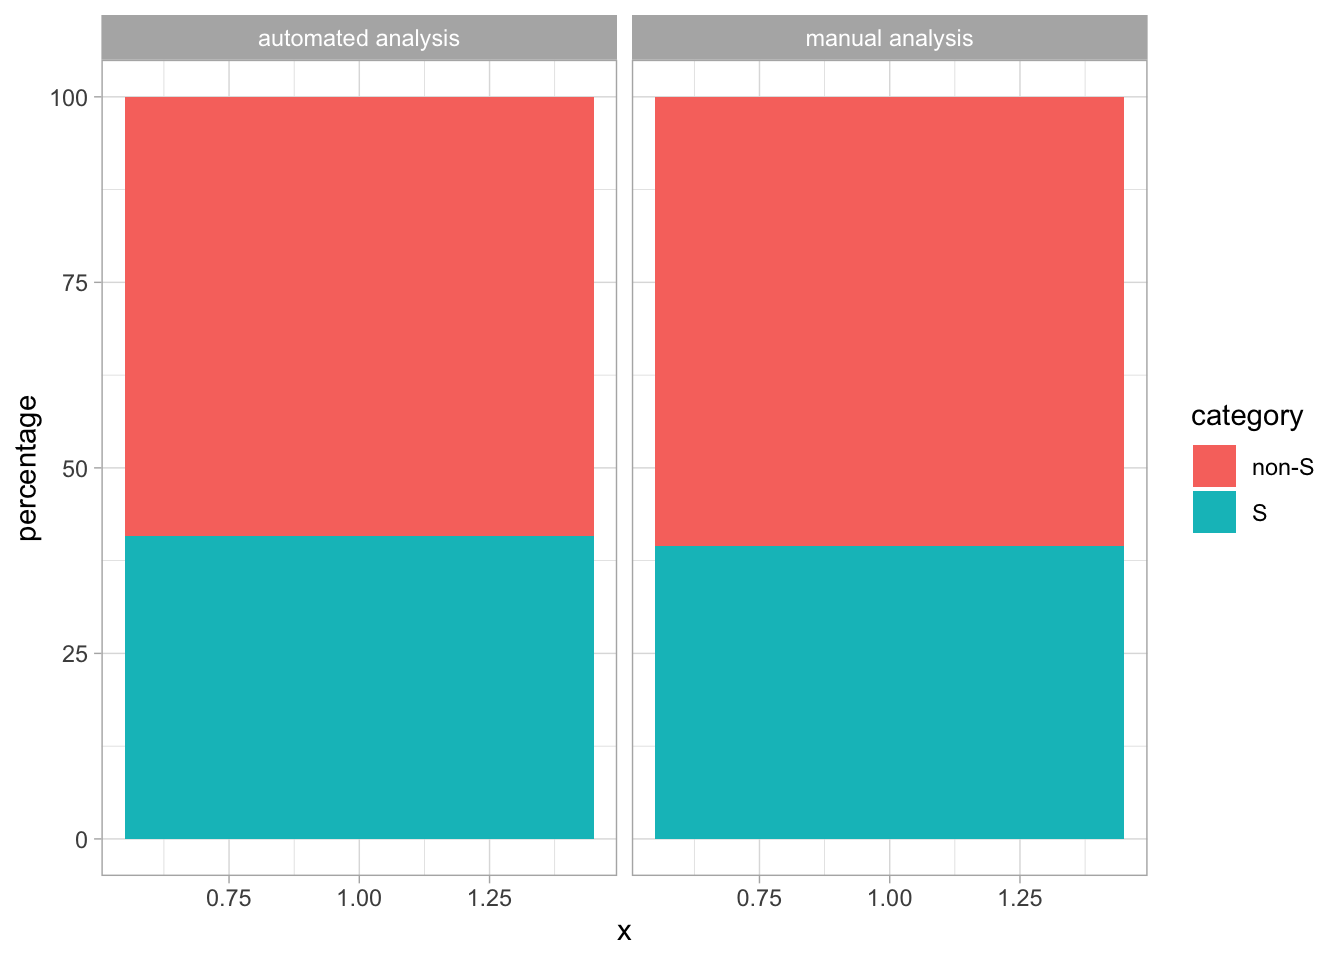 automated analysis
manual analysis
100
75
50
25
0
percentage
0.75 1.00 1.25
0.75 1.00 1.25
x
category
non-S
S